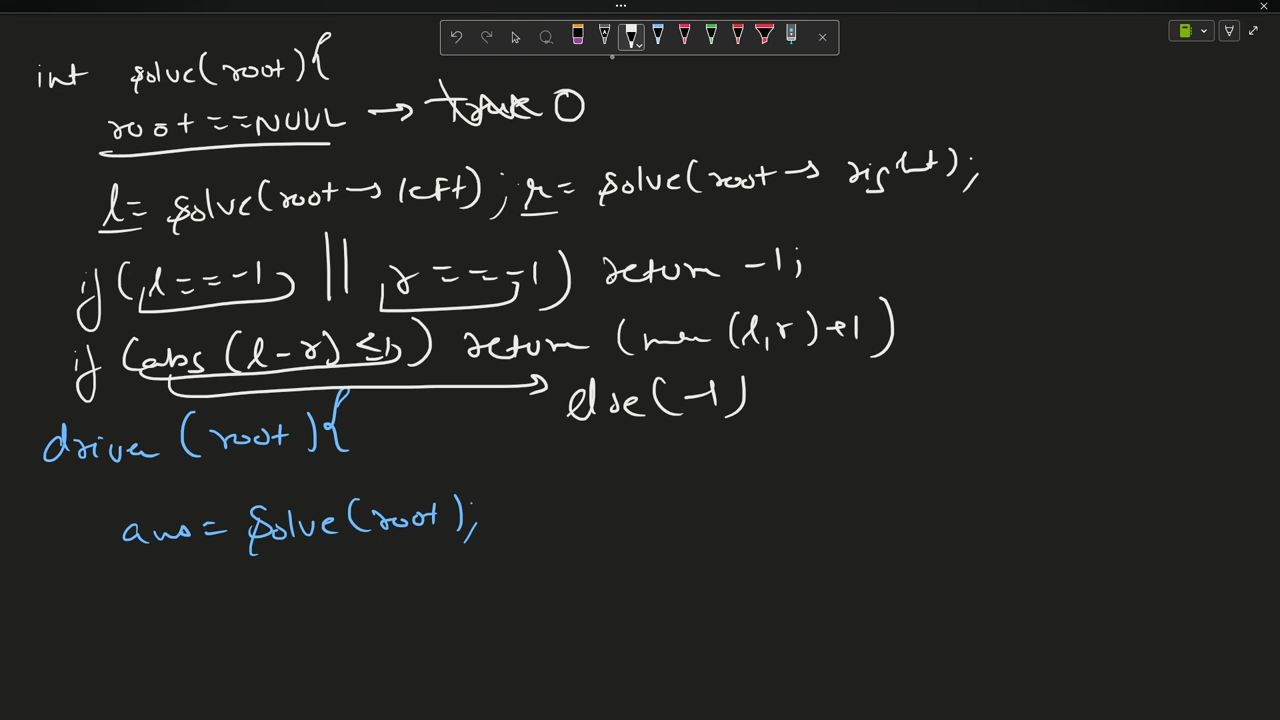 int solve(root){
root==NULL → 0
l= solve(root→left); r= solve(root→right);
if (l==-1 || r==-1) return -1;
if (abs(l-r)≤1) return (max(l,r)+1)
else(-1)
driver (root){
ans= solve(root);